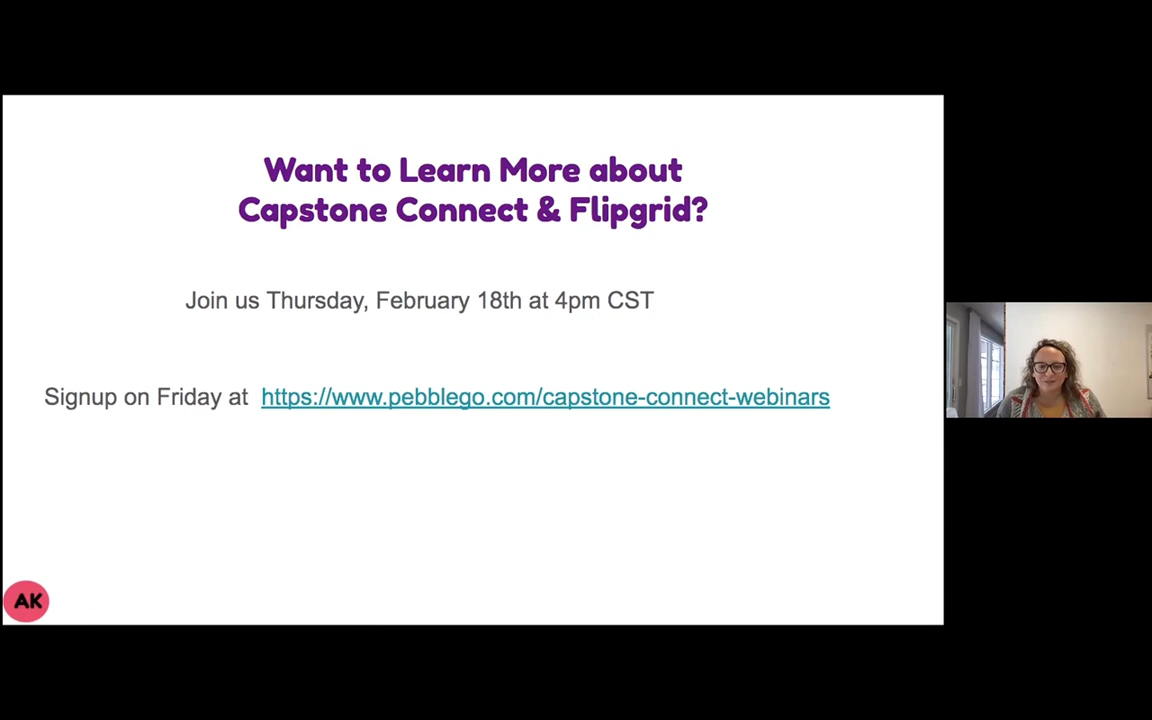 Want to Learn More about
Capstone Connect & Flipgrid?
Join us Thursday, February 18th at 4pm CST
Signup on Friday at https://www.pebblego.com/capstone-connect-webinars
AK